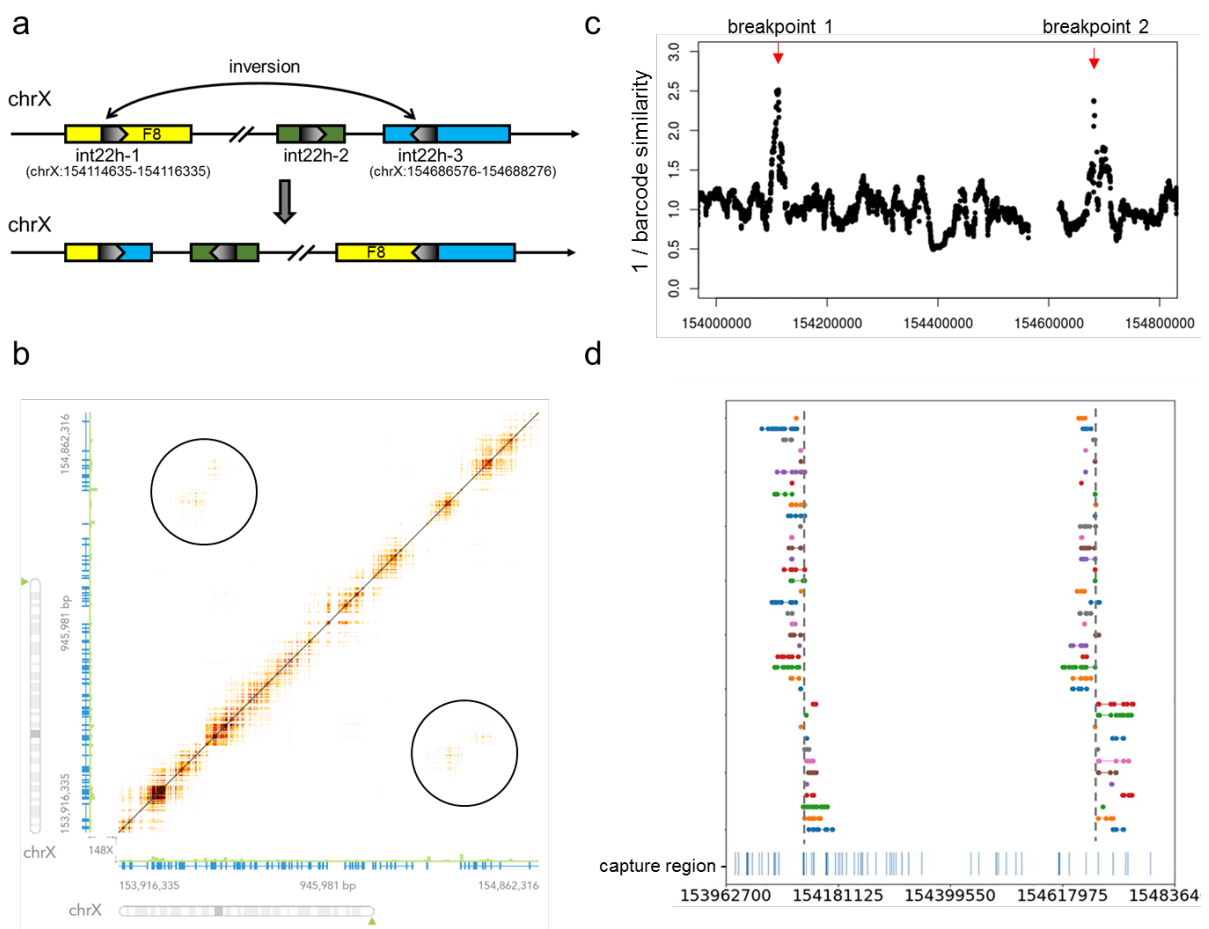 a
inversion
chrX
F8
int22h-1
(chrX:154114635-154116335)
int22h-2
int22h-3
(chrX:154686576-154688276)
chrX
F8
b
154,862,316
945,981 bp
153,916,335
chrX
148X
153,916,335
945,981 bp
154,862,316
chrX
c
breakpoint 1
breakpoint 2
1 / barcode similarity
3.0
2.5
2.0
1.5
1.0
0.5
0.0
154000000
154200000
154400000
154600000
154800000
d
capture region
153962700
154181125
154399550
154617975
15483640